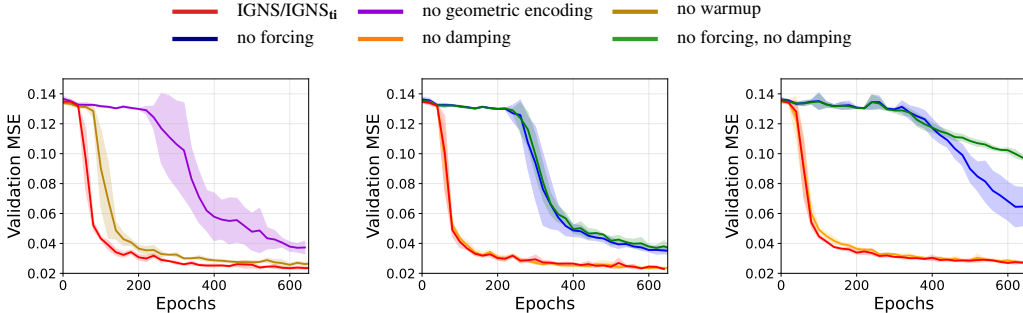 IGNS/IGNSti no geometric encoding no warmup
no forcing no damping no forcing, no damping
0.14 0.14 0.14
0.12 0.12 0.12
0.10 0.10 0.10
0.08 0.08 0.08
0.06 0.06 0.06
0.04 0.04 0.04
0.02 0.02 0.02
Validation MSE Validation MSE Validation MSE
0 200 400 600 0 200 400 600 0 200 400 600
Epochs Epochs Epochs